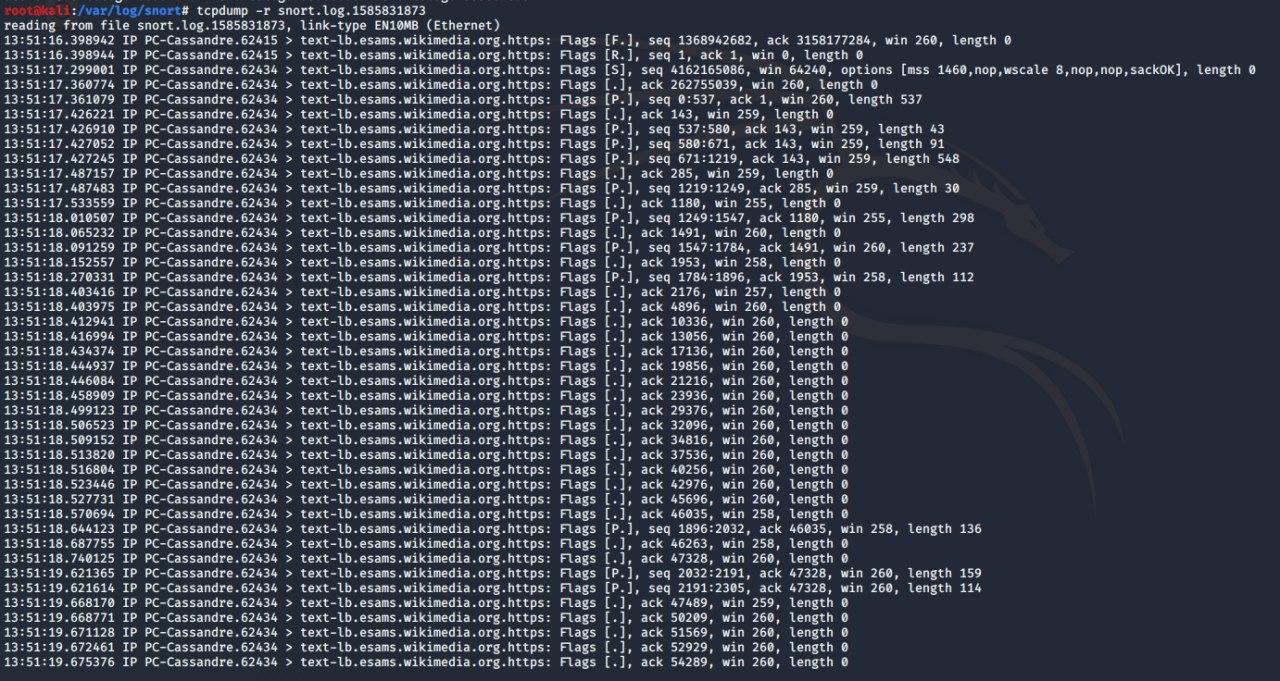 root@kali:/var/log/snort# tcpdump -r snort.log.1585831873
reading from file snort.log.1585831873, link-type EN10MB (Ethernet)
13:51:16.398942 IP PC-Cassandre.62415 > text-lb.esams.wikimedia.org.https: Flags [F.], seq 1368942682, ack 3158177284, win 260, length 0
13:51:16.398944 IP PC-Cassandre.62415 > text-lb.esams.wikimedia.org.https: Flags [R.], seq 1, ack 1, win 0, length 0
13:51:17.299001 IP PC-Cassandre.62434 > text-lb.esams.wikimedia.org.https: Flags [S], seq 4162165086, win 64240, options [mss 1460,nop,wscale 8,nop,nop,sackOK], length 0
13:51:17.360774 IP PC-Cassandre.62434 > text-lb.esams.wikimedia.org.https: Flags [.], ack 262755039, win 260, length 0
13:51:17.361079 IP PC-Cassandre.62434 > text-lb.esams.wikimedia.org.https: Flags [P.], seq 0:537, ack 1, win 260, length 537
13:51:17.426221 IP PC-Cassandre.62434 > text-lb.esams.wikimedia.org.https: Flags [.], ack 143, win 259, length 0
13:51:17.426910 IP PC-Cassandre.62434 > text-lb.esams.wikimedia.org.https: Flags [P.], seq 537:580, ack 143, win 259, length 43
13:51:17.427052 IP PC-Cassandre.62434 > text-lb.esams.wikimedia.org.https: Flags [P.], seq 580:671, ack 143, win 259, length 91
13:51:17.427245 IP PC-Cassandre.62434 > text-lb.esams.wikimedia.org.https: Flags [P.], seq 671:1219, ack 143, win 259, length 548
13:51:17.487157 IP PC-Cassandre.62434 > text-lb.esams.wikimedia.org.https: Flags [.], ack 285, win 259, length 0
13:51:17.487483 IP PC-Cassandre.62434 > text-lb.esams.wikimedia.org.https: Flags [P.], seq 1219:1249, ack 285, win 259, length 30
13:51:17.533559 IP PC-Cassandre.62434 > text-lb.esams.wikimedia.org.https: Flags [.], ack 1180, win 255, length 0
13:51:18.010507 IP PC-Cassandre.62434 > text-lb.esams.wikimedia.org.https: Flags [P.], seq 1249:1547, ack 1180, win 255, length 298
13:51:18.065232 IP PC-Cassandre.62434 > text-lb.esams.wikimedia.org.https: Flags [.], ack 1491, win 260, length 0
13:51:18.091259 IP PC-Cassandre.62434 > text-lb.esams.wikimedia.org.https: Flags [P.], seq 1547:1784, ack 1491, win 260, length 237
13:51:18.152557 IP PC-Cassandre.62434 > text-lb.esams.wikimedia.org.https: Flags [.], ack 1953, win 258, length 0
13:51:18.270331 IP PC-Cassandre.62434 > text-lb.esams.wikimedia.org.https: Flags [P.], seq 1784:1896, ack 1953, win 258, length 112
13:51:18.403416 IP PC-Cassandre.62434 > text-lb.esams.wikimedia.org.https: Flags [.], ack 2176, win 257, length 0
13:51:18.403975 IP PC-Cassandre.62434 > text-lb.esams.wikimedia.org.https: Flags [.], ack 4896, win 260, length 0
13:51:18.412941 IP PC-Cassandre.62434 > text-lb.esams.wikimedia.org.https: Flags [.], ack 10336, win 260, length 0
13:51:18.416994 IP PC-Cassandre.62434 > text-lb.esams.wikimedia.org.https: Flags [.], ack 13056, win 260, length 0
13:51:18.434374 IP PC-Cassandre.62434 > text-lb.esams.wikimedia.org.https: Flags [.], ack 17136, win 260, length 0
13:51:18.444937 IP PC-Cassandre.62434 > text-lb.esams.wikimedia.org.https: Flags [.], ack 19856, win 260, length 0
13:51:18.446084 IP PC-Cassandre.62434 > text-lb.esams.wikimedia.org.https: Flags [.], ack 21216, win 260, length 0
13:51:18.458909 IP PC-Cassandre.62434 > text-lb.esams.wikimedia.org.https: Flags [.], ack 23936, win 260, length 0
13:51:18.499123 IP PC-Cassandre.62434 > text-lb.esams.wikimedia.org.https: Flags [.], ack 29376, win 260, length 0
13:51:18.506523 IP PC-Cassandre.62434 > text-lb.esams.wikimedia.org.https: Flags [.], ack 32096, win 260, length 0
13:51:18.509152 IP PC-Cassandre.62434 > text-lb.esams.wikimedia.org.https: Flags [.], ack 34816, win 260, length 0
13:51:18.513820 IP PC-Cassandre.62434 > text-lb.esams.wikimedia.org.https: Flags [.], ack 37536, win 260, length 0
13:51:18.516804 IP PC-Cassandre.62434 > text-lb.esams.wikimedia.org.https: Flags [.], ack 40256, win 260, length 0
13:51:18.523446 IP PC-Cassandre.62434 > text-lb.esams.wikimedia.org.https: Flags [.], ack 42976, win 260, length 0
13:51:18.527731 IP PC-Cassandre.62434 > text-lb.esams.wikimedia.org.https: Flags [.], ack 45696, win 260, length 0
13:51:18.570694 IP PC-Cassandre.62434 > text-lb.esams.wikimedia.org.https: Flags [.], ack 46035, win 258, length 0
13:51:18.644123 IP PC-Cassandre.62434 > text-lb.esams.wikimedia.org.https: Flags [P.], seq 1896:2032, ack 46035, win 258, length 136
13:51:18.687755 IP PC-Cassandre.62434 > text-lb.esams.wikimedia.org.https: Flags [.], ack 46263, win 258, length 0
13:51:18.740125 IP PC-Cassandre.62434 > text-lb.esams.wikimedia.org.https: Flags [.], ack 47328, win 260, length 0
13:51:19.621365 IP PC-Cassandre.62434 > text-lb.esams.wikimedia.org.https: Flags [P.], seq 2032:2191, ack 47328, win 260, length 159
13:51:19.621614 IP PC-Cassandre.62434 > text-lb.esams.wikimedia.org.https: Flags [P.], seq 2191:2305, ack 47328, win 260, length 114
13:51:19.668170 IP PC-Cassandre.62434 > text-lb.esams.wikimedia.org.https: Flags [.], ack 47489, win 259, length 0
13:51:19.668771 IP PC-Cassandre.62434 > text-lb.esams.wikimedia.org.https: Flags [.], ack 50209, win 260, length 0
13:51:19.671128 IP PC-Cassandre.62434 > text-lb.esams.wikimedia.org.https: Flags [.], ack 51569, win 260, length 0
13:51:19.672461 IP PC-Cassandre.62434 > text-lb.esams.wikimedia.org.https: Flags [.], ack 52929, win 260, length 0
13:51:19.675376 IP PC-Cassandre.62434 > text-lb.esams.wikimedia.org.https: Flags [.], ack 54289, win 260, length 0